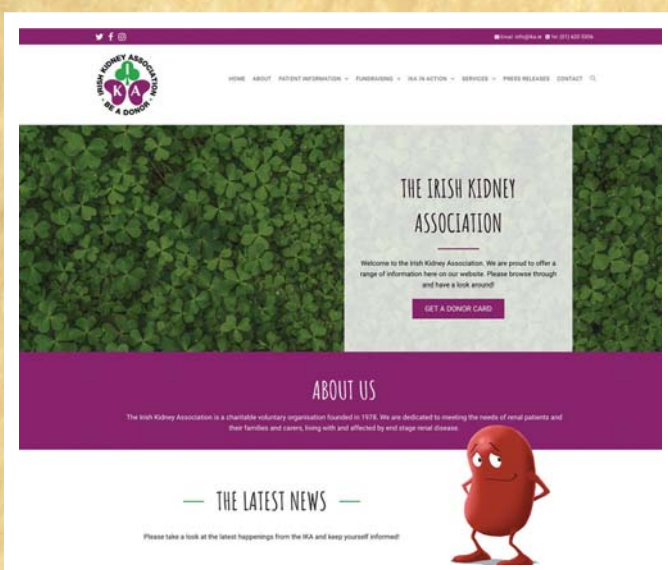 Email info@ika.ie Tel (01) 620 5306
IRISH KIDNEY ASSOCIATION
I
K A
- BE A DONOR -
HOME ABOUT PATIENT INFORMATION FUNDRAISING IKA IN ACTION SERVICES PRESS RELEASES CONTACT
THE IRISH KIDNEY
ASSOCIATION
Welcome to the Irish Kidney Association. We are proud to offer a
range of information here on our website. Please browse through
and have a look around!
GET A DONOR CARD
ABOUT US
The Irish Kidney Association is a charitable voluntary organisation founded in 1978. We are dedicated to meeting the needs of renal patients and
their families and carers, living with and affected by end stage renal disease.
THE LATEST NEWS
Please take a look at the latest happenings from the IKA and keep yourself informed!